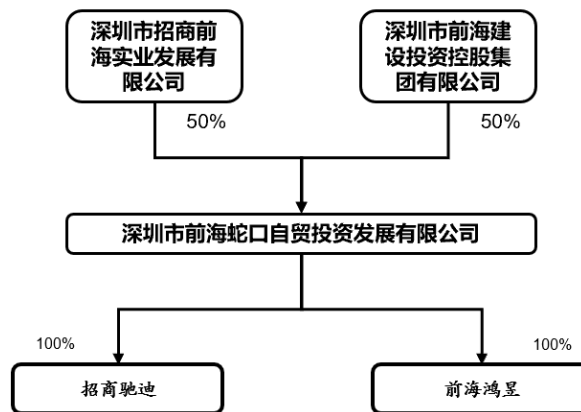 深圳市招商前
海实业发展有
限公司
深圳市前海建
设投资控股集
团有限公司
50%
50%
深圳市前海蛇口自贸投资发展有限公司
100%
100%
招商驰迪
前海鸿昱